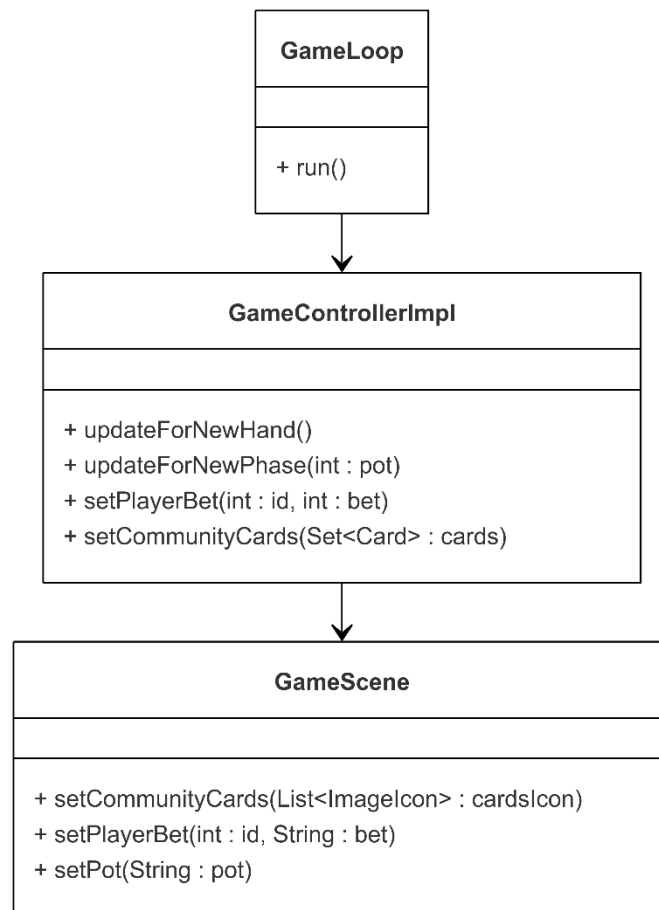 GameLoop
+ run()
GameControllerImpl
+ updateForNewHand()
+ updateForNewPhase(int : pot)
+ setPlayerBet(int : id, int : bet)
+ setCommunityCards(Set<Card> : cards)
GameScene
+ setCommunityCards(List<ImageIcon> : cardsIcon)
+ setPlayerBet(int : id, String : bet)
+ setPot(String : pot)